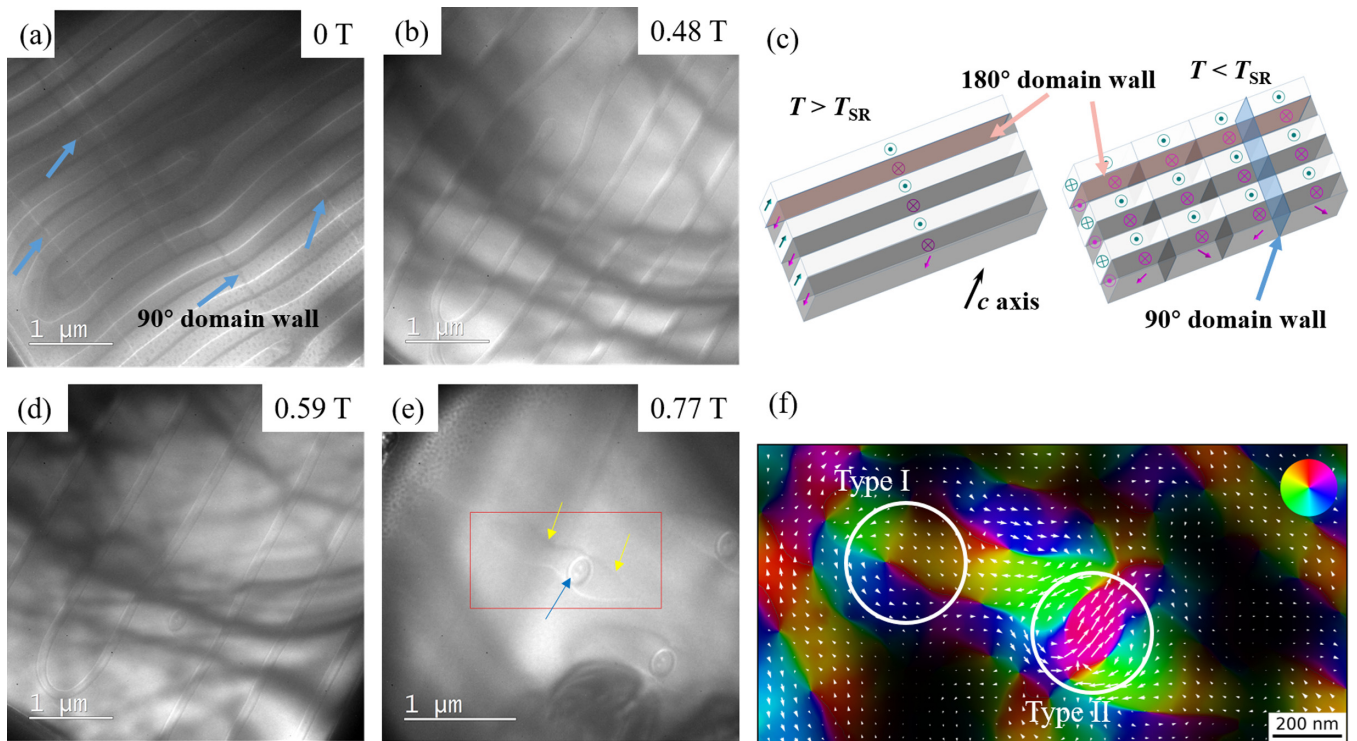 (a)
0 T
90° domain wall
1 µm
(b)
0.48 T
1 µm
(c)
180° domain wall
T > TSR
T < TSR
c axis
90° domain wall
(d)
0.59 T
1 µm
(e)
0.77 T
1 µm
(f)
Type I
Type II
200 nm